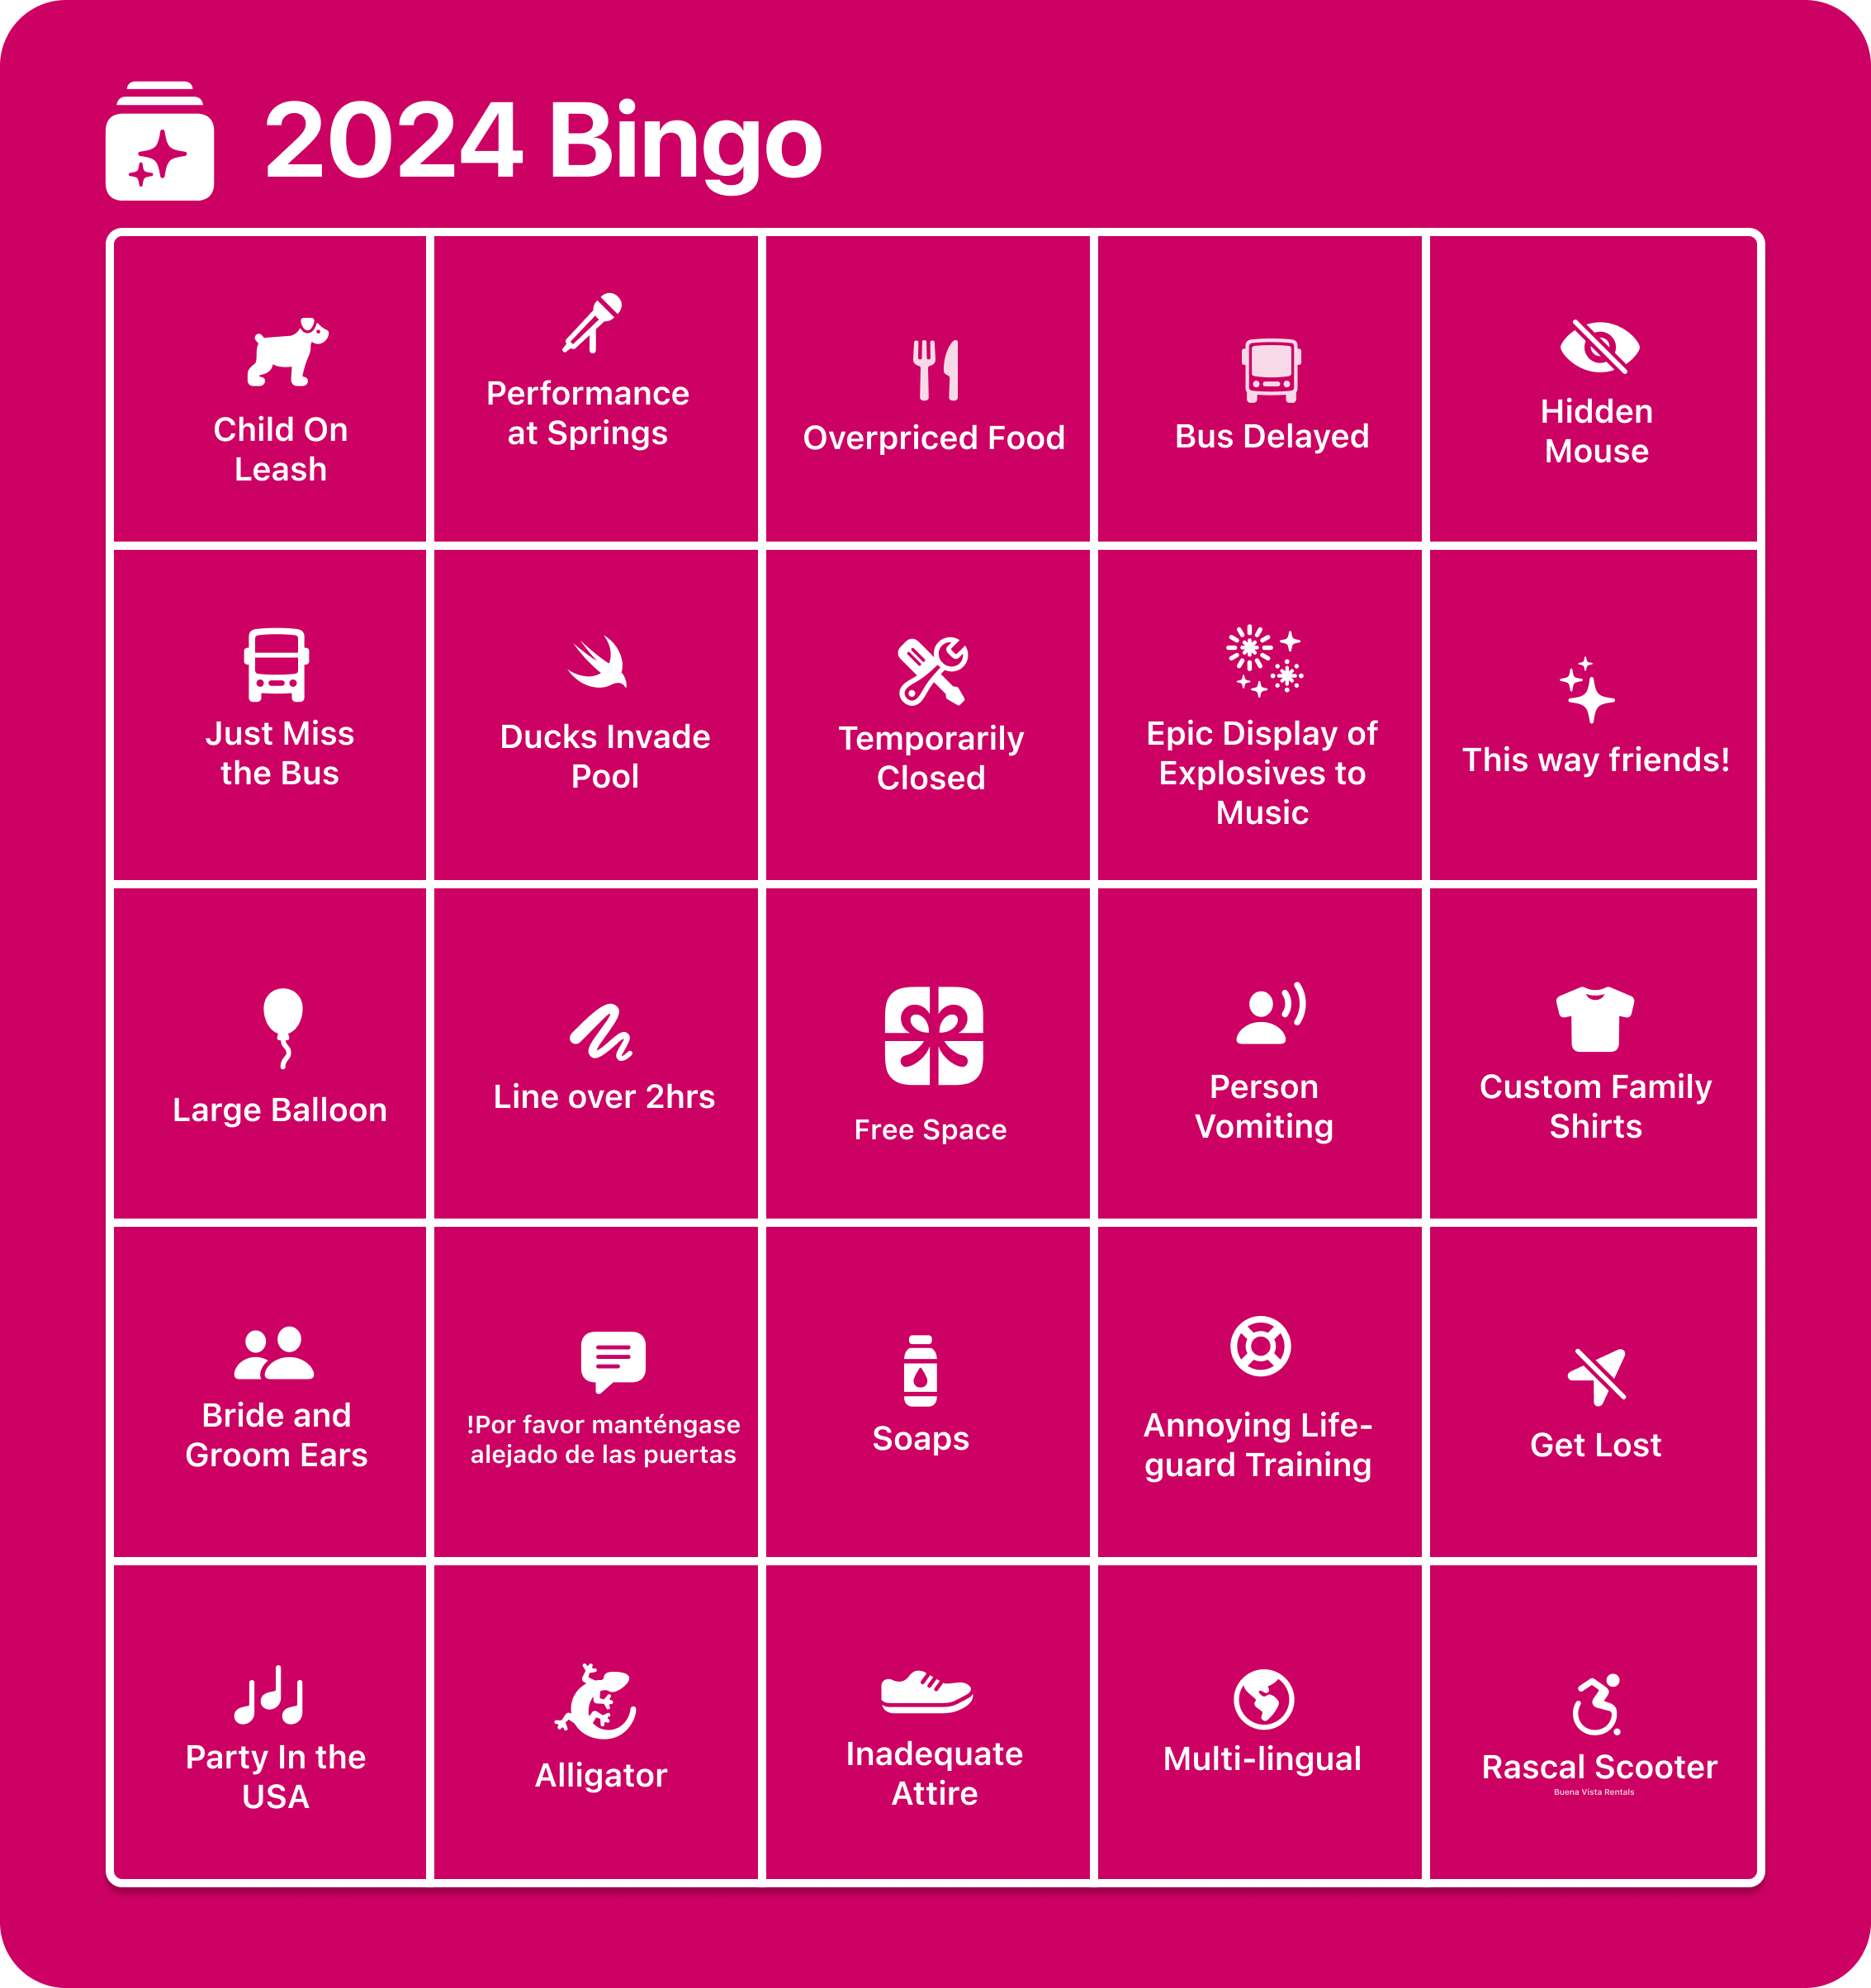 2024 Bingo
Child On
Leash
Performance
at Springs
Overpriced Food
Bus Delayed
Hidden
Mouse
Just Miss
the Bus
Ducks Invade
Pool
Temporarily
Closed
Epic Display of
Explosives to
Music
This way friends!
Large Balloon
Line over 2hrs
Free Space
Person
Vomiting
Custom Family
Shirts
Bride and
Groom Ears
!Por favor manténgase
alejado de las puertas
Soaps
Annoying Life-
guard Training
Get Lost
Party In the
USA
Alligator
Inadequate
Attire
Multi-lingual
Rascal Scooter
Buena Vista Rentals